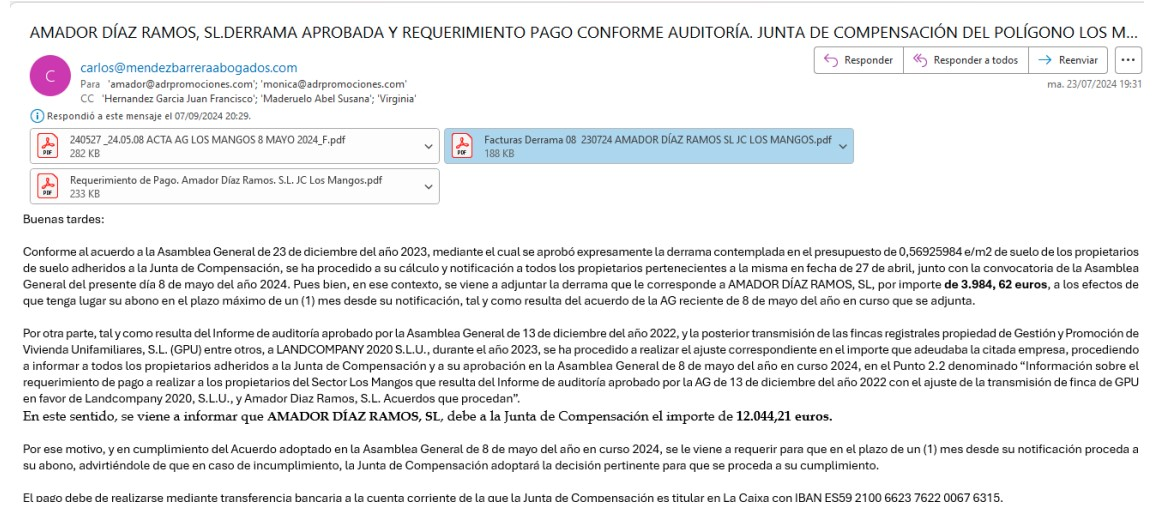 AMADOR DÍAZ RAMOS, SL.DERRAMA APROBADA Y REQUERIMIENTO PAGO CONFORME AUDITORÍA. JUNTA DE COMPENSACIÓN DEL POLÍGONO LOS M...
C
carlos@mendezbarreraabogados.com
Responder
Responder a todos
Reenviar
...
Para 'amador@adrpromociones.com'; 'monica@adrpromociones.com'
CC 'Hernandez Garcia Juan Francisco'; 'Maderuelo Abel Susana'; 'Virginia'
ma. 23/07/2024 19:31
Respondió a este mensaje el 07/09/2024 20:29.
240527 _24.05.08 ACTA AG LOS MANGOS 8 MAYO 2024_F.pdf
282 KB
Facturas Derrama 08 230724 AMADOR DÍAZ RAMOS SL JC LOS MANGOS.pdf
188 KB
Requerimiento de Pago. Amador Díaz Ramos. S.L. JC Los Mangos.pdf
233 KB
Buenas tardes:
Conforme al acuerdo a la Asamblea General de 23 de diciembre del año 2023, mediante el cual se aprobó expresamente la derrama contemplada en el presupuesto de 0,56925984 e/m2 de suelo de los propietarios
de suelo adheridos a la Junta de Compensación, se ha procedido a su cálculo y notificación a todos los propietarios pertenecientes a la misma en fecha de 27 de abril, junto con la convocatoria de la Asamblea
General del presente día 8 de mayo del año 2024. Pues bien, en ese contexto, se viene a adjuntar la derrama que le corresponde a AMADOR DÍAZ RAMOS, SL, por importe de 3.984, 62 euros, a los efectos de
que tenga lugar su abono en el plazo máximo de un (1) mes desde su notificación, tal y como resulta del acuerdo de la AG reciente de 8 de mayo del año en curso que se adjunta.
Por otra parte, tal y como resulta del Informe de auditoría aprobado por la Asamblea General de 13 de diciembre del año 2022, y la posterior transmisión de las fincas registrales propiedad de Gestión y Promoción de
Vivienda Unifamiliares, S.L. (GPU) entre otros, a LANDCOMPANY 2020 S.L.U., durante el año 2023, se ha procedido a realizar el ajuste correspondiente en el importe que adeudaba la citada empresa, procediendo
a informar a todos los propietarios adheridos a la Junta de Compensación y a su aprobación en la Asamblea General de 8 de mayo del año en curso 2024, en el Punto 2.2 denominado “Información sobre el
requerimiento de pago a realizar a los propietarios del Sector Los Mangos que resulta del Informe de auditoría aprobado por la AG de 13 de diciembre del año 2022 con el ajuste de la transmisión de finca de GPU
en favor de Landcompany 2020, S.L.U., y Amador Diaz Ramos, S.L. Acuerdos que procedan”.
En este sentido, se viene a informar que AMADOR DÍAZ RAMOS, SL, debe a la Junta de Compensación el importe de 12.044,21 euros.
Por ese motivo, y en cumplimiento del Acuerdo adoptado en la Asamblea General de 8 de mayo del año en curso 2024, se le viene a requerir para que en el plazo de un (1) mes desde su notificación proceda a
su abono, advirtiéndole de que en caso de incumplimiento, la Junta de Compensación adoptará la decisión pertinente para que se proceda a su cumplimiento.
El pago debe de realizarse mediante transferencia bancaria a la cuenta corriente de la que la Junta de Compensación es titular en La Caixa con IBAN ES59 2100 6623 7622 0067 6315.